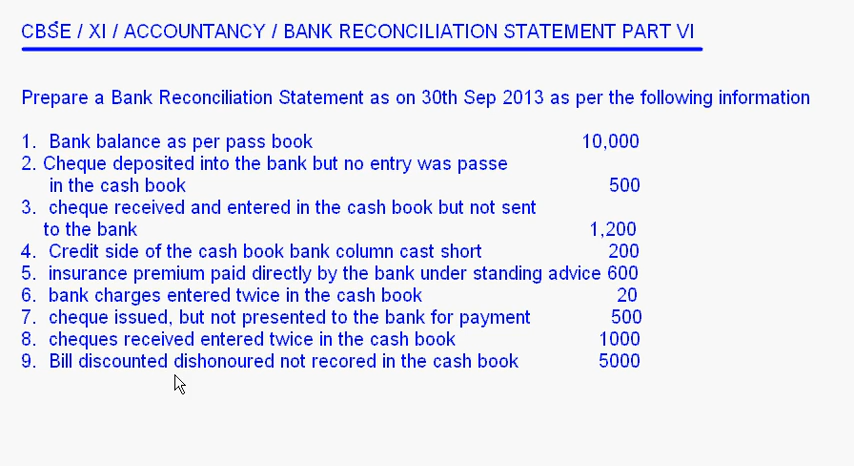 CBSE / XI / ACCOUNTANCY / BANK RECONCILIATION STATEMENT PART VI
Prepare a Bank Reconciliation Statement as on 30th Sep 2013 as per the following information
1. Bank balance as per pass book 10,000
2. Cheque deposited into the bank but no entry was passe
in the cash book 500
3. cheque received and entered in the cash book but not sent
to the bank 1,200
4. Credit side of the cash book bank column cast short 200
5. insurance premium paid directly by the bank under standing advice 600
6. bank charges entered twice in the cash book 20
7. cheque issued, but not presented to the bank for payment 500
8. cheques received entered twice in the cash book 1000
9. Bill discounted dishonoured not recored in the cash book 5000